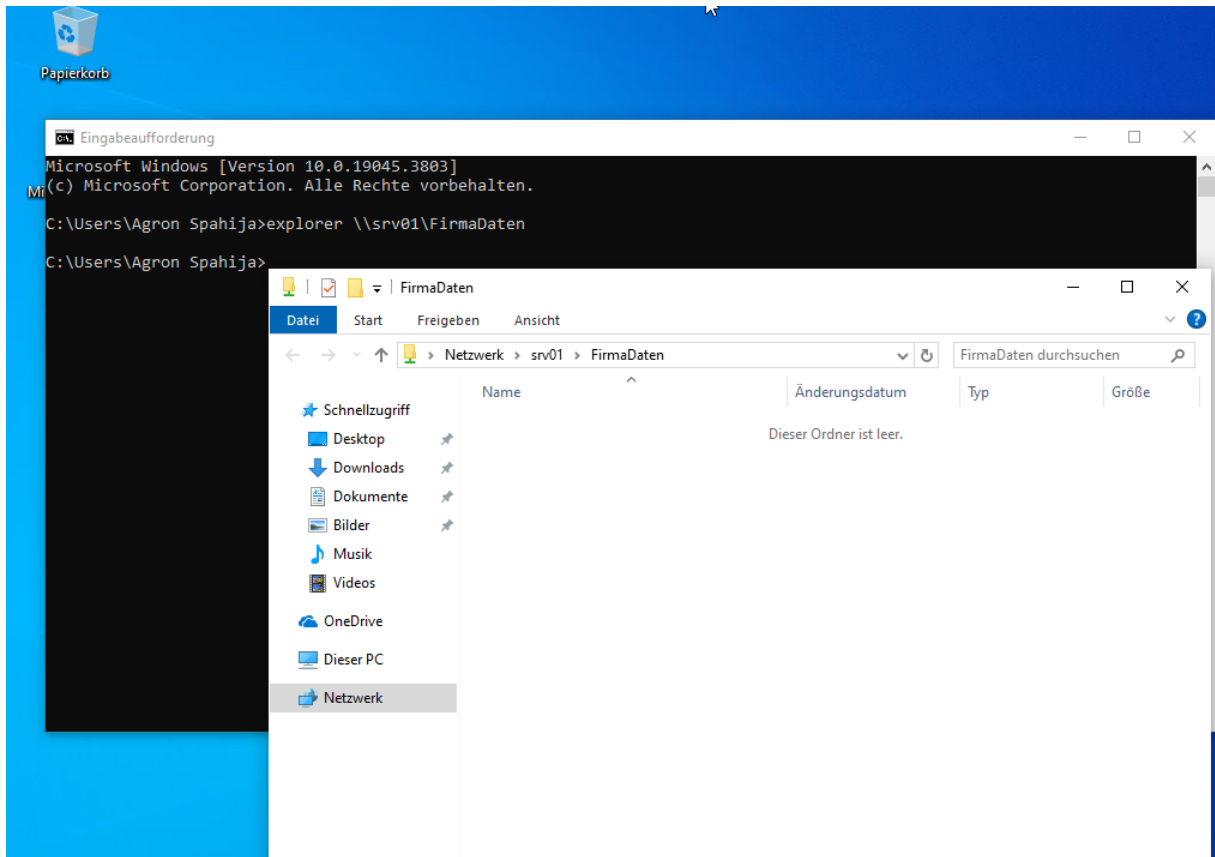 Papierkorb
Eingabeaufforderung
Microsoft Windows [Version 10.0.19045.3803]
Mi
(c) Microsoft Corporation. Alle Rechte vorbehalten.
C:\Users\Agron Spahija>explorer \\srv01\FirmaDaten
C:\Users\Agron Spahija>
FirmaDaten
Datei Start Freigeben Ansicht
Netzwerk > srv01 > FirmaDaten
FirmaDaten durchsuchen
Name Änderungsdatum Typ Größe
Dieser Ordner ist leer.
Schnellzugriff
Desktop
Downloads
Dokumente
Bilder
Musik
Videos
OneDrive
Dieser PC
Netzwerk